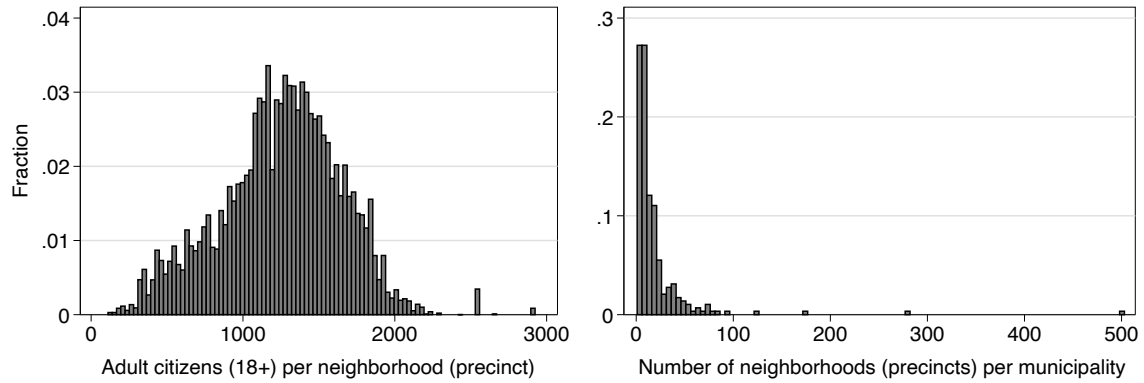 .04
.03
.02
.01
0
Fraction
0 1000 2000 3000
Adult citizens (18+) per neighborhood (precinct)
.3
.2
.1
0
0 100 200 300 400 500
Number of neighborhoods (precincts) per municipality